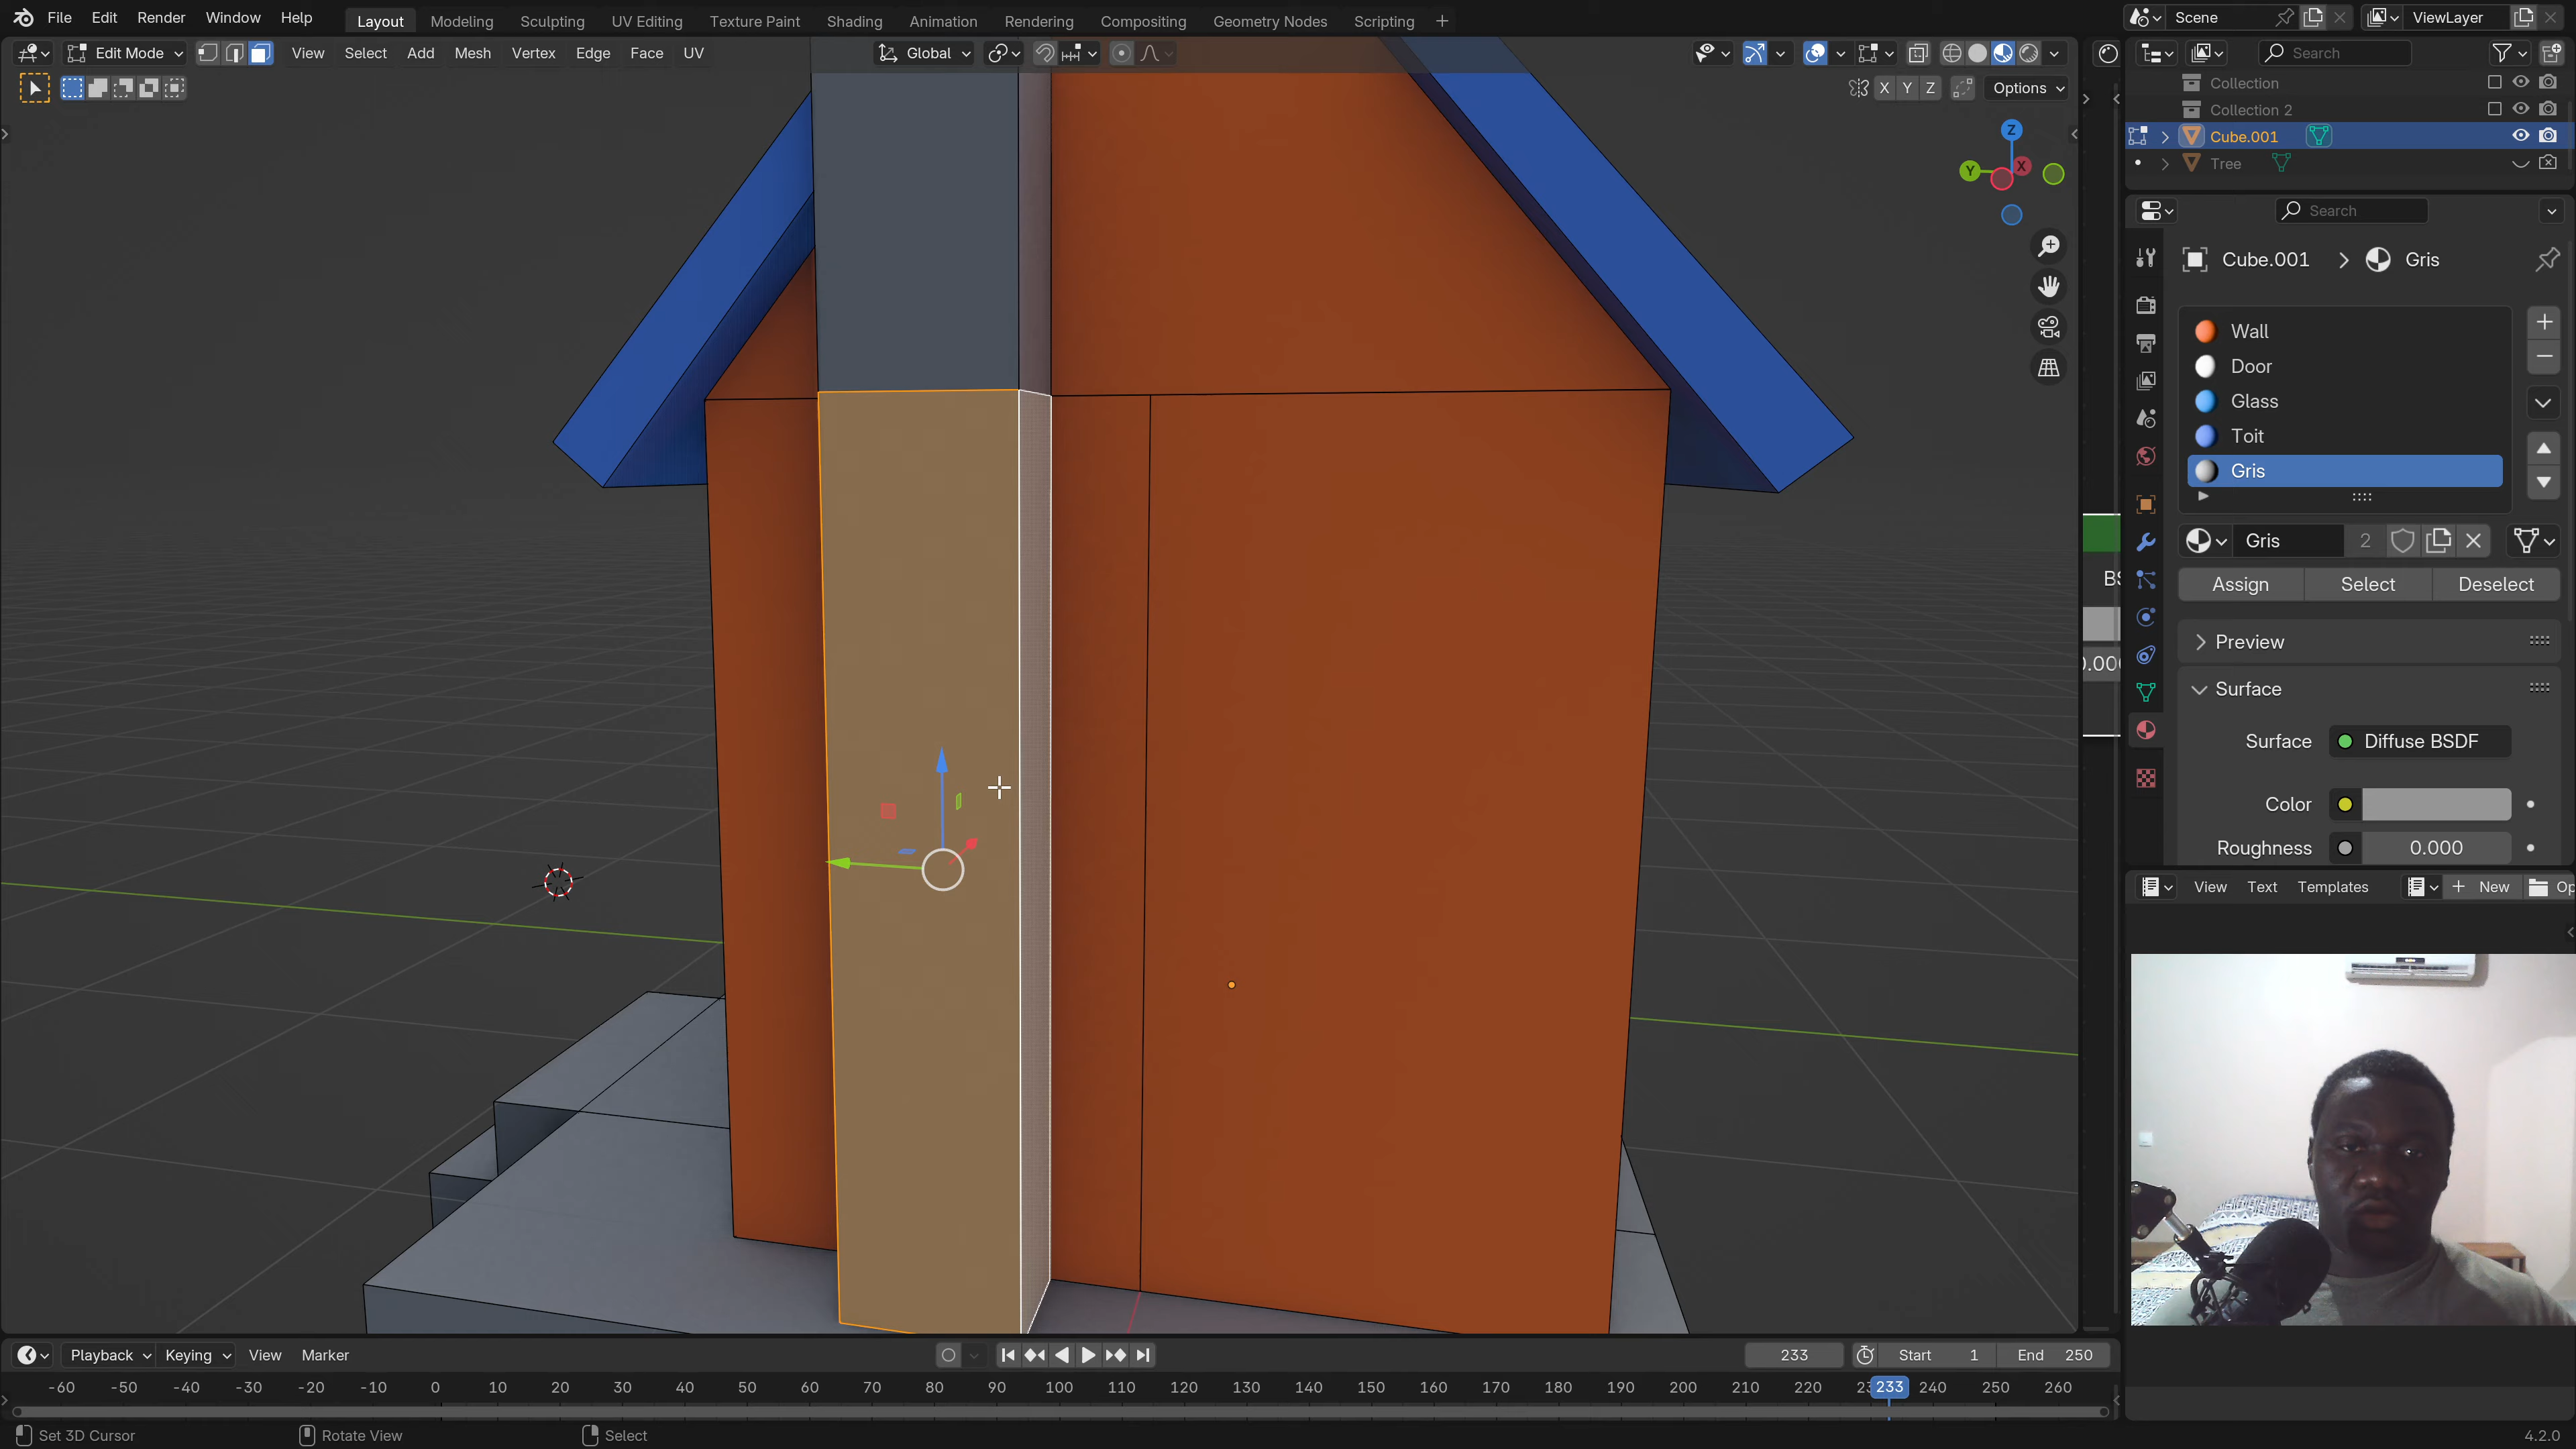 File Edit Render Window Help Layout Modeling Sculpting UV Editing Texture Paint Shading Animation Rendering Compositing Geometry Nodes Scripting Scene ViewLayer
Edit Mode View Select Add Mesh Vertex Edge Face UV Global Search
X Y Z Options
Collection
Collection 2
Cube.001
Tree
Z
Y X
Search
Cube.001 Gris
Wall
Door
Glass
Toit
Gris
Gris 2
Assign Select Deselect
Preview
Surface
Surface Diffuse BSDF
Color
Roughness 0.000
View Text Templates New
Playback Keying View Marker 233 Start 1 End 250
-60 -50 -40 -30 -20 -10 0 10 20 30 40 50 60 70 80 90 100 110 120 130 140 150 160 170 180 190 200 210 220 233 240 250 260
Set 3D Cursor Rotate View Select 4.2.0